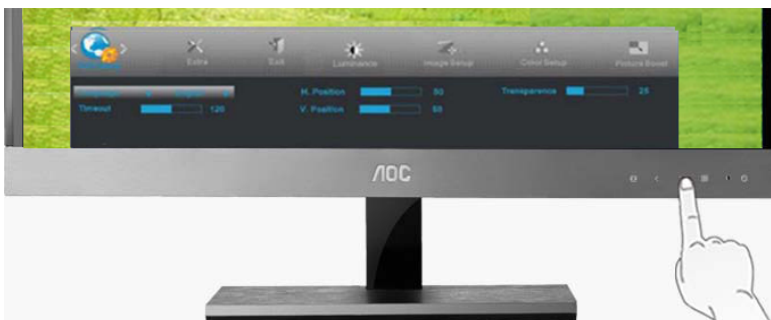 Extra
Exit
Luminance
Image Setup
Color Setup
Picture Boost
H. Position 50
Transparence 25
Timeout 120
V. Position 50
AOC